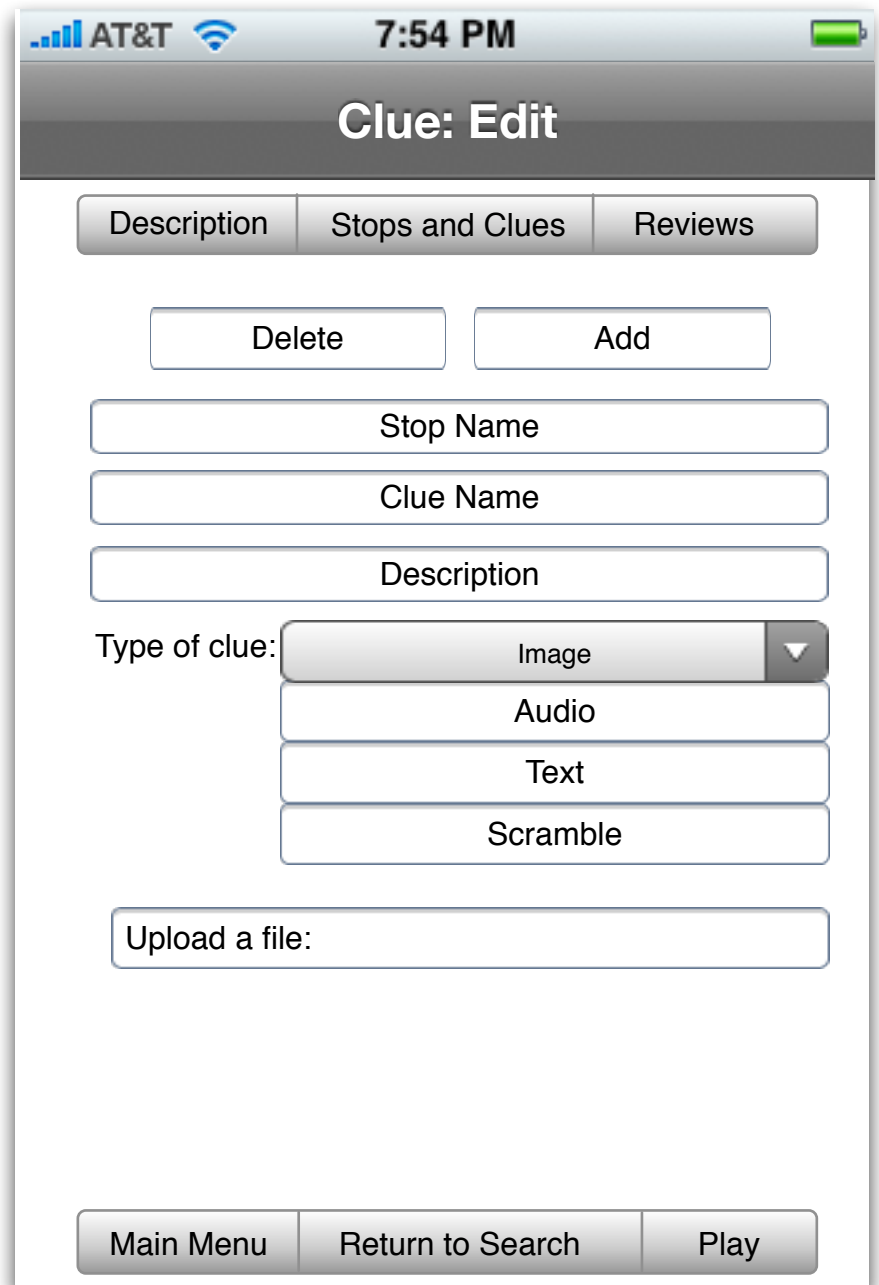 AT&T 7:54 PM
Clue: Edit
Description Stops and Clues Reviews
Delete Add
Stop Name
Clue Name
Description
Type of clue: Image
Audio
Text
Scramble
Upload a file:
Main Menu Return to Search Play